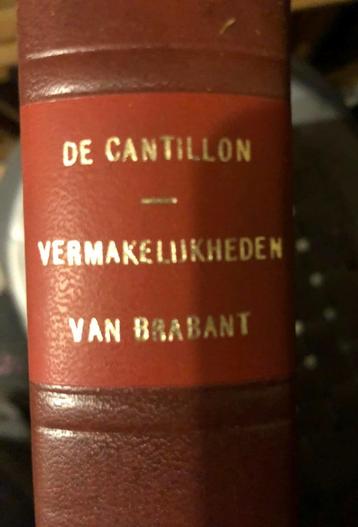 DE CANTILLON
VERMAKELIJKHEDEN
VAN BRABANT